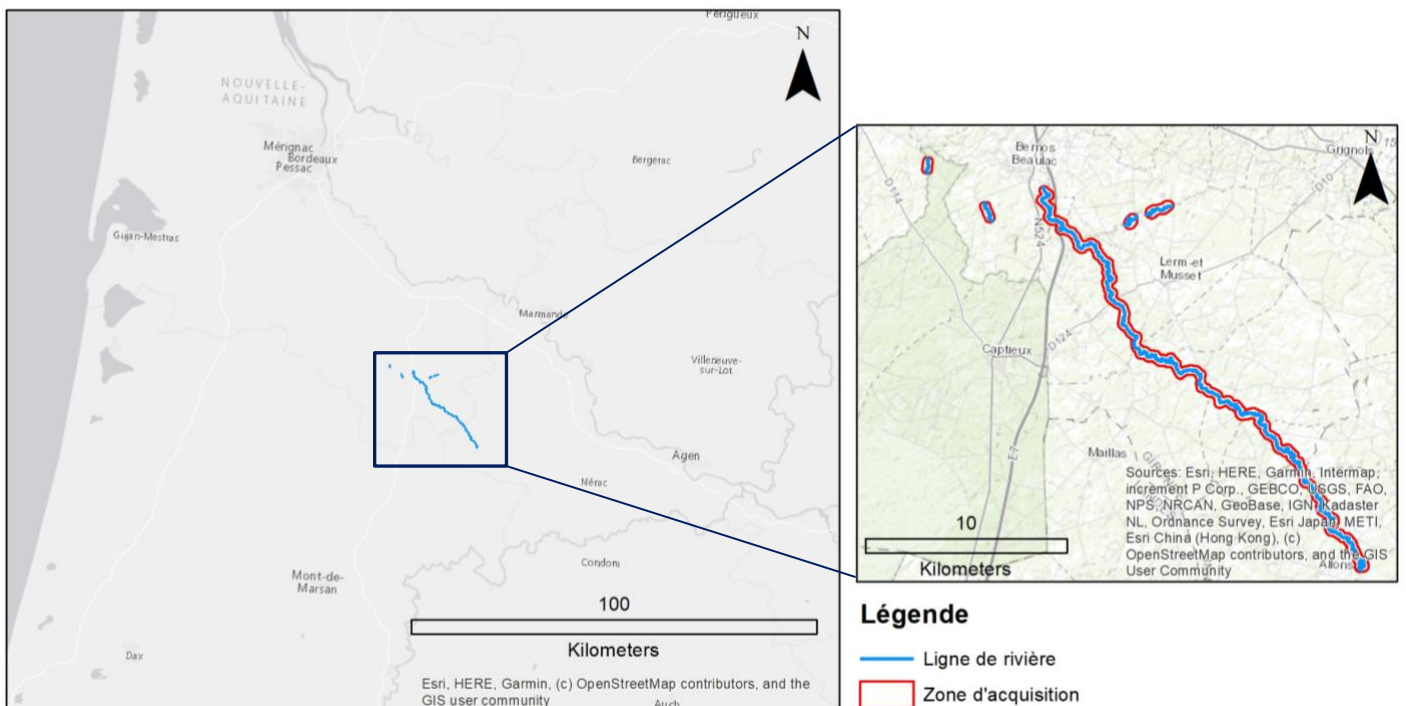 Périgueux
N
NOUVELLE-
AQUITAINE
Mérignac
Bordeaux
Pessac
Bergerac
Gujan-Mestras
Marmande
Villeneuve-
sur-Lot
Agen
Nérac
Condom
Mont-de-
Marsan
Dax
100
Kilometers
Esri, HERE, Garmin, (c) OpenStreetMap contributors, and the
GIS user community
Auch
N
15
Bernos
Beaulac
Grignols
D114
D10
N524
Lerm-et
Musset
D124
Captieux
E7
Maillas
Sources: Esri, HERE, Garmin, Intermap,
increment P Corp., GEBCO, USGS, FAO,
NPS, NRCAN, GeoBase, IGN, Kadaster
NL, Ordnance Survey, Esri Japan, METI,
Esri China (Hong Kong), (c)
OpenStreetMap contributors, and the GIS
User Community
Allons
10
Kilometers
Légende
Ligne de rivière
Zone d'acquisition